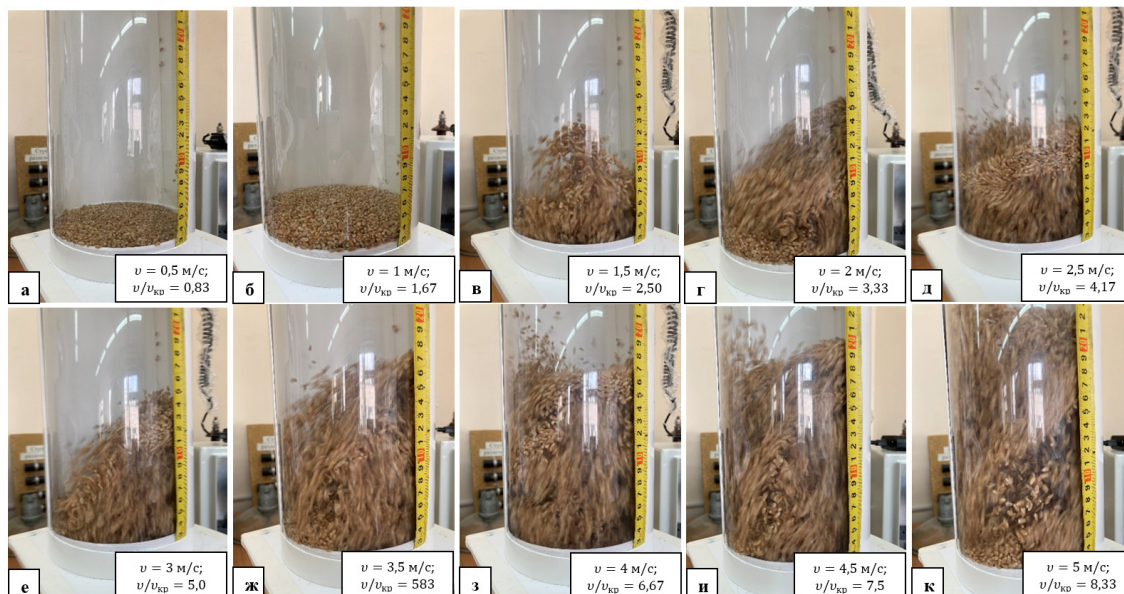 а
υ = 0,5 м/с;
υ/υкр = 0,83
б
υ = 1 м/с;
υ/υкр = 1,67
в
υ = 1,5 м/с;
υ/υкр = 2,50
г
υ = 2 м/с;
υ/υкр = 3,33
д
υ = 2,5 м/с;
υ/υкр = 4,17
е
υ = 3 м/с;
υ/υкр = 5,0
ж
υ = 3,5 м/с;
υ/υкр = 583
з
υ = 4 м/с;
υ/υкр = 6,67
и
υ = 4,5 м/с;
υ/υкр = 7,5
к
υ = 5 м/с;
υ/υкр = 8,33